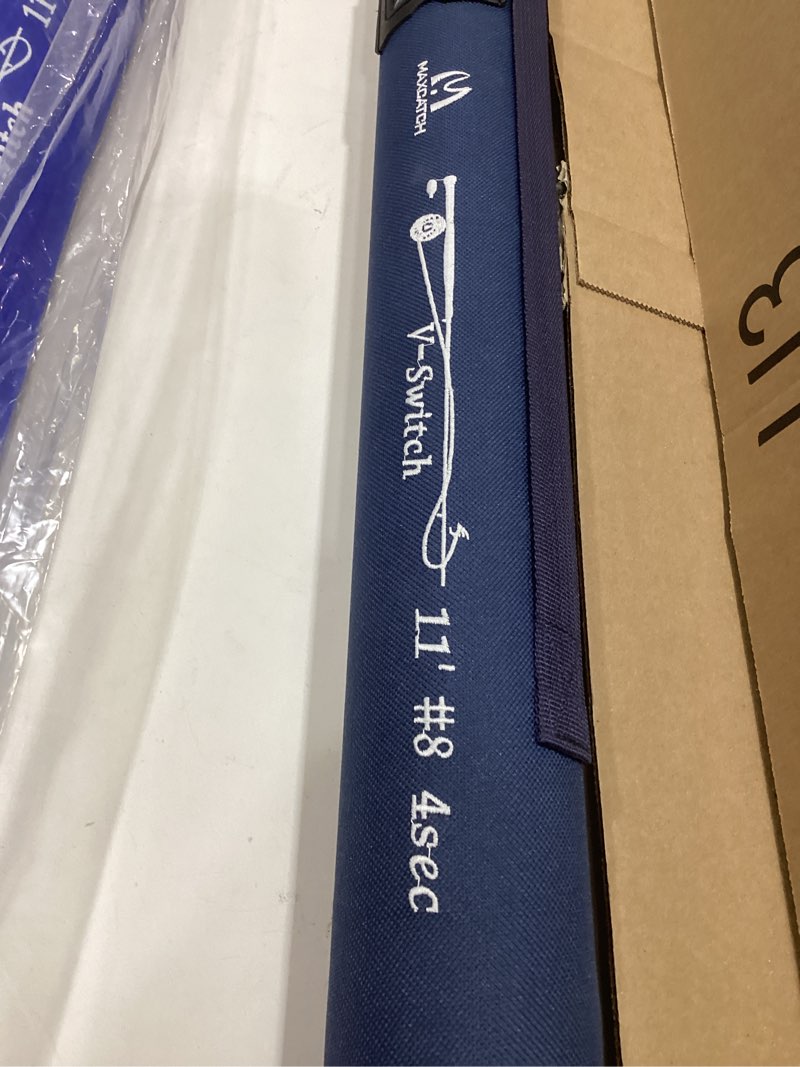 MAXCATCH
V-Switch
11' #8 4sec